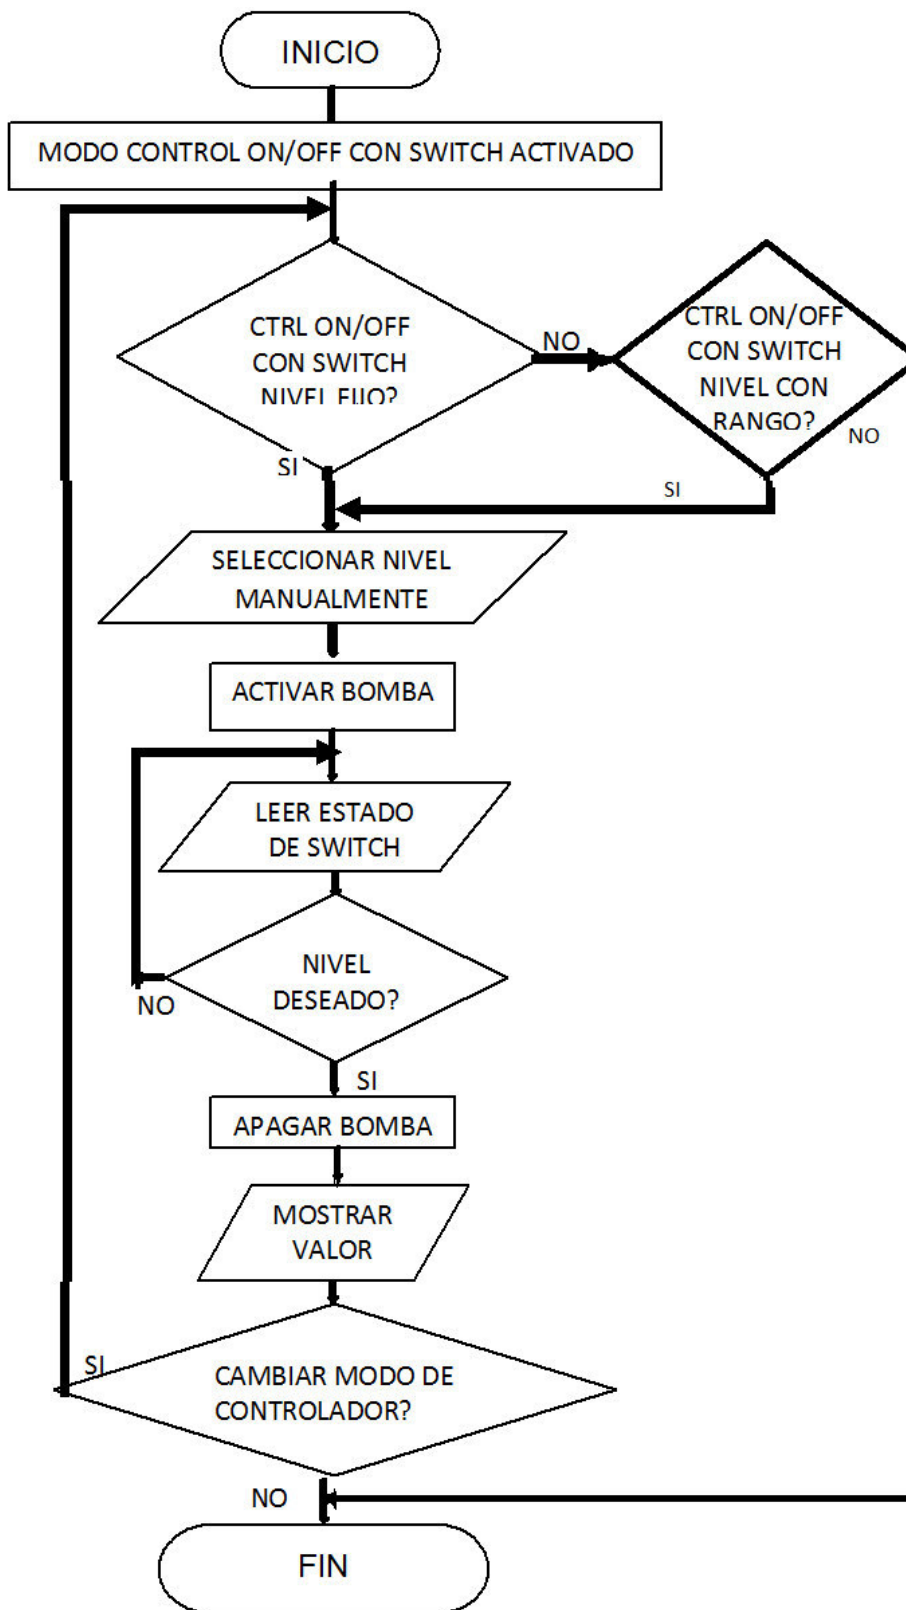 INICIO
MODO CONTROL ON/OFF CON SWITCH ACTIVADO
CTRL ON/OFF
CON SWITCH
NIVEL FIJO?
NO
CTRL ON/OFF
CON SWITCH
NIVEL CON
RANGO?
NO
SI
SI
SELECCIONAR NIVEL
MANUALMENTE
ACTIVAR BOMBA
LEER ESTADO
DE SWITCH
NIVEL
DESEADO?
NO
SI
APAGAR BOMBA
MOSTRAR
VALOR
SI
CAMBIAR MODO DE
CONTROLADOR?
NO
FIN